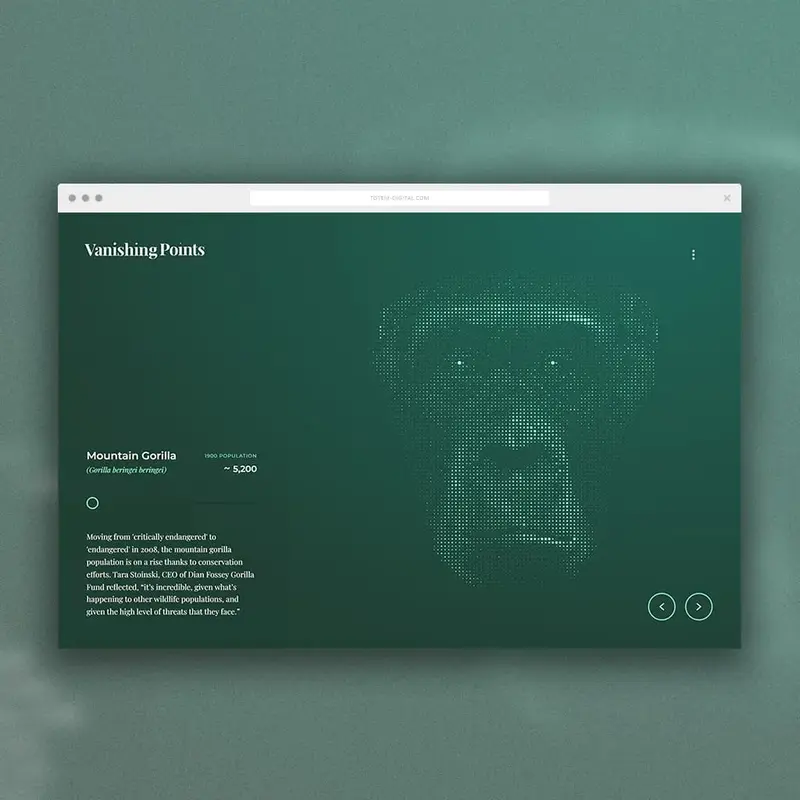 TOTEM-DIGITAL.COM
Vanishing Points
Mountain Gorilla
(Gorilla beringei beringei)
1900 POPULATION
~ 5,200
Moving from 'critically endangered' to
'endangered' in 2008, the mountain gorilla
population is on a rise thanks to conservation
efforts. Tara Stoinski, CEO of Dian Fossey Gorilla
Fund reflected, “it's incredible, given what's
happening to other wildlife populations, and
given the high level of threats that they face.”